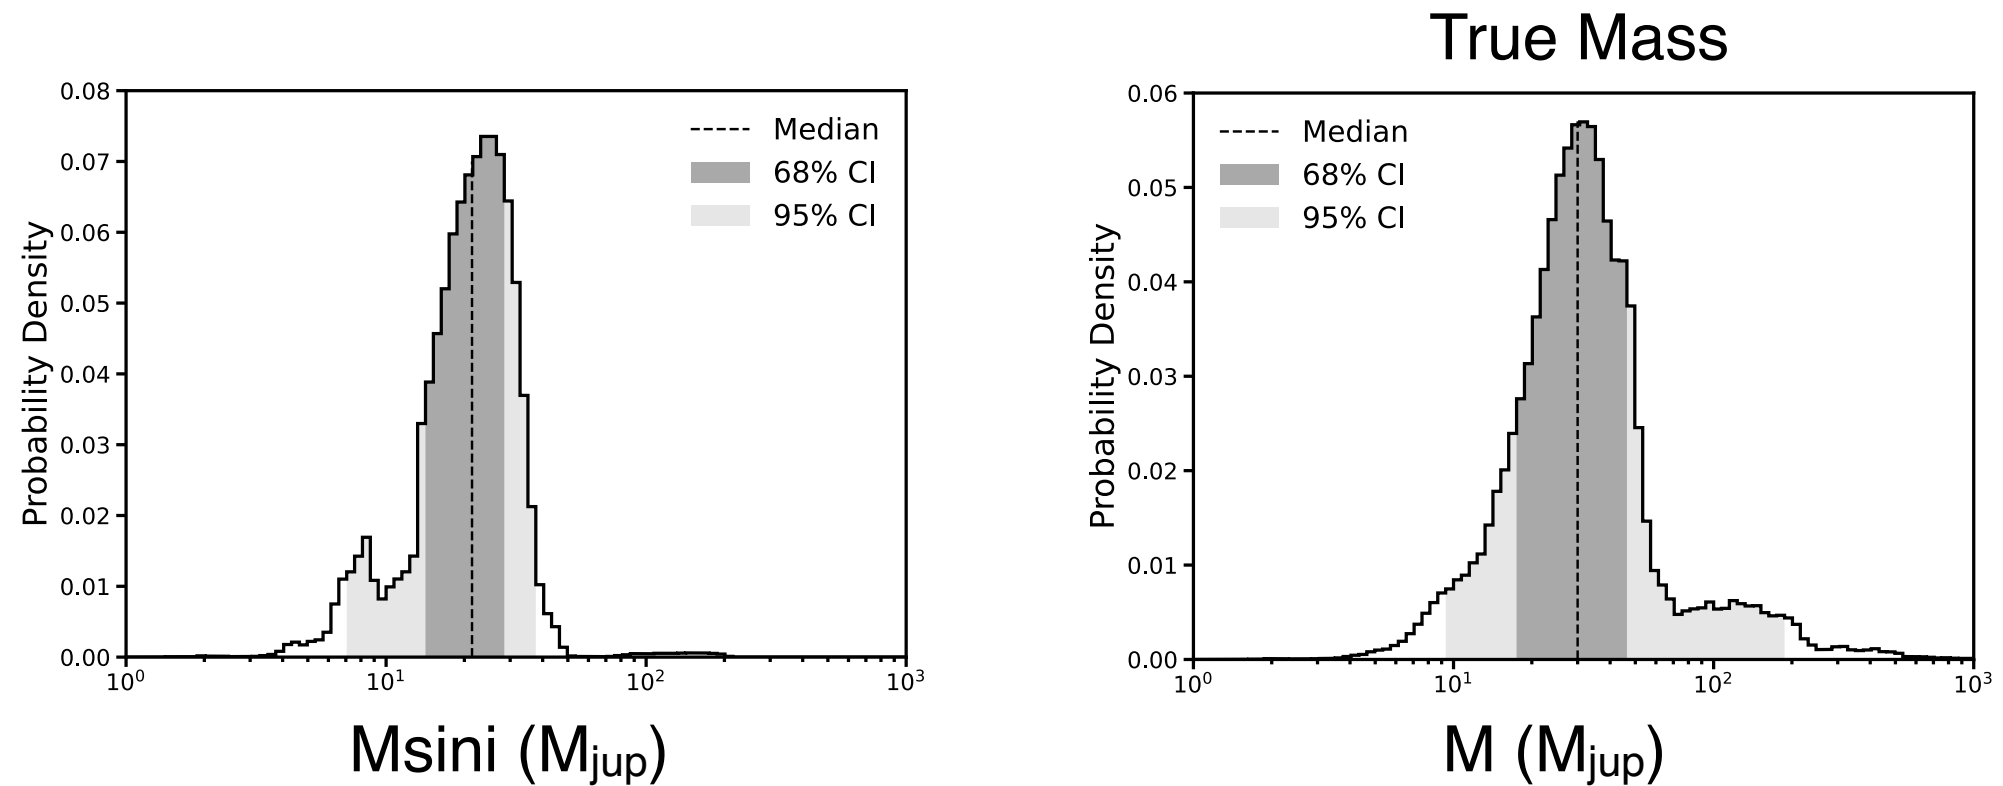 True Mass
0.08
0.07
0.06
0.05
0.04
0.03
0.02
0.01
0.00
Probability Density
Median
68% CI
95% CI
10⁰
10¹
10²
10³
Msini (Mjup)
0.06
0.05
0.04
0.03
0.02
0.01
0.00
Probability Density
Median
68% CI
95% CI
10⁰
10¹
10²
10³
M (Mjup)